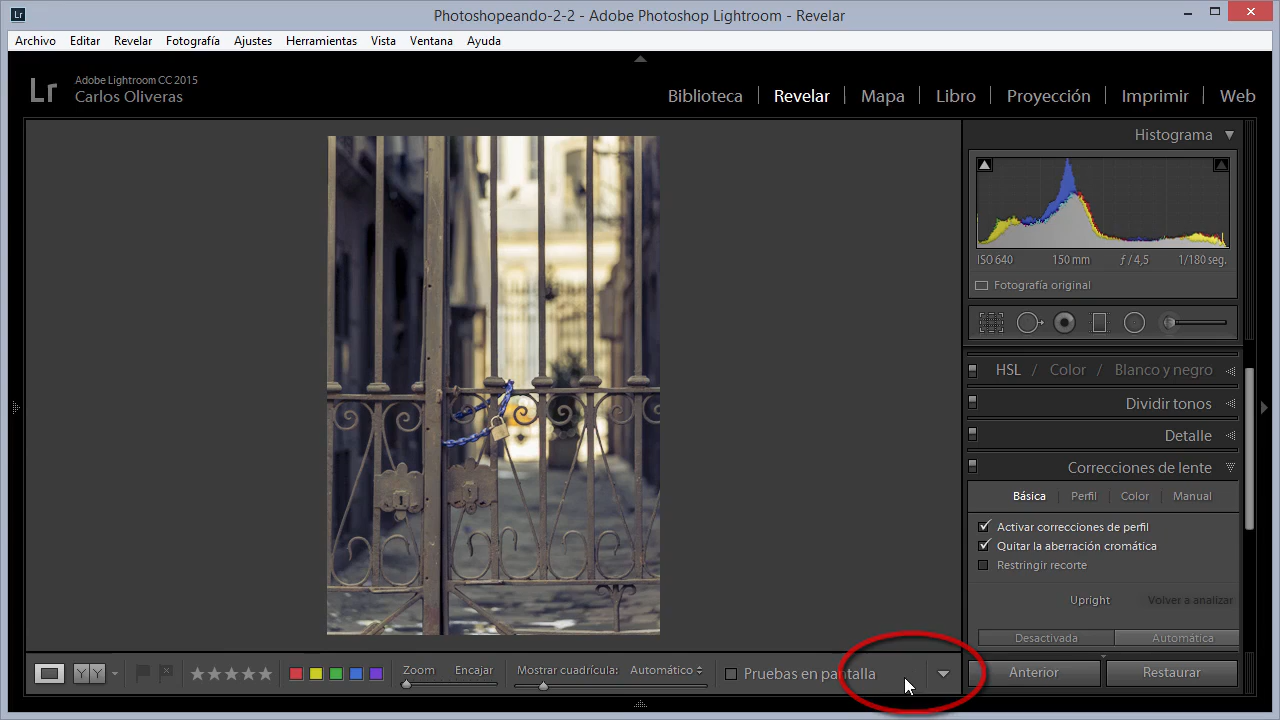 Lr Photoshopeando-2-2 - Adobe Photoshop Lightroom - Revelar
Archivo Editar Revelar Fotografía Ajustes Herramientas Vista Ventana Ayuda
Lr Adobe Lightroom CC 2015
Carlos Oliveras
Biblioteca Revelar Mapa Libro Proyección Imprimir Web
Histograma
ISO 640 150 mm ƒ / 4,5 1/180 seg.
Fotografía original
HSL / Color / Blanco y negro
Dividir tonos
Detalle
Correcciones de lente
Básica Perfil Color Manual
Activar correcciones de perfil
Quitar la aberración cromática
Restringir recorte
Upright Volver a analizar
Desactivada Automática
YY Zoom Encajar Mostrar cuadrícula: Automático Pruebas en pantalla
Anterior Restaurar